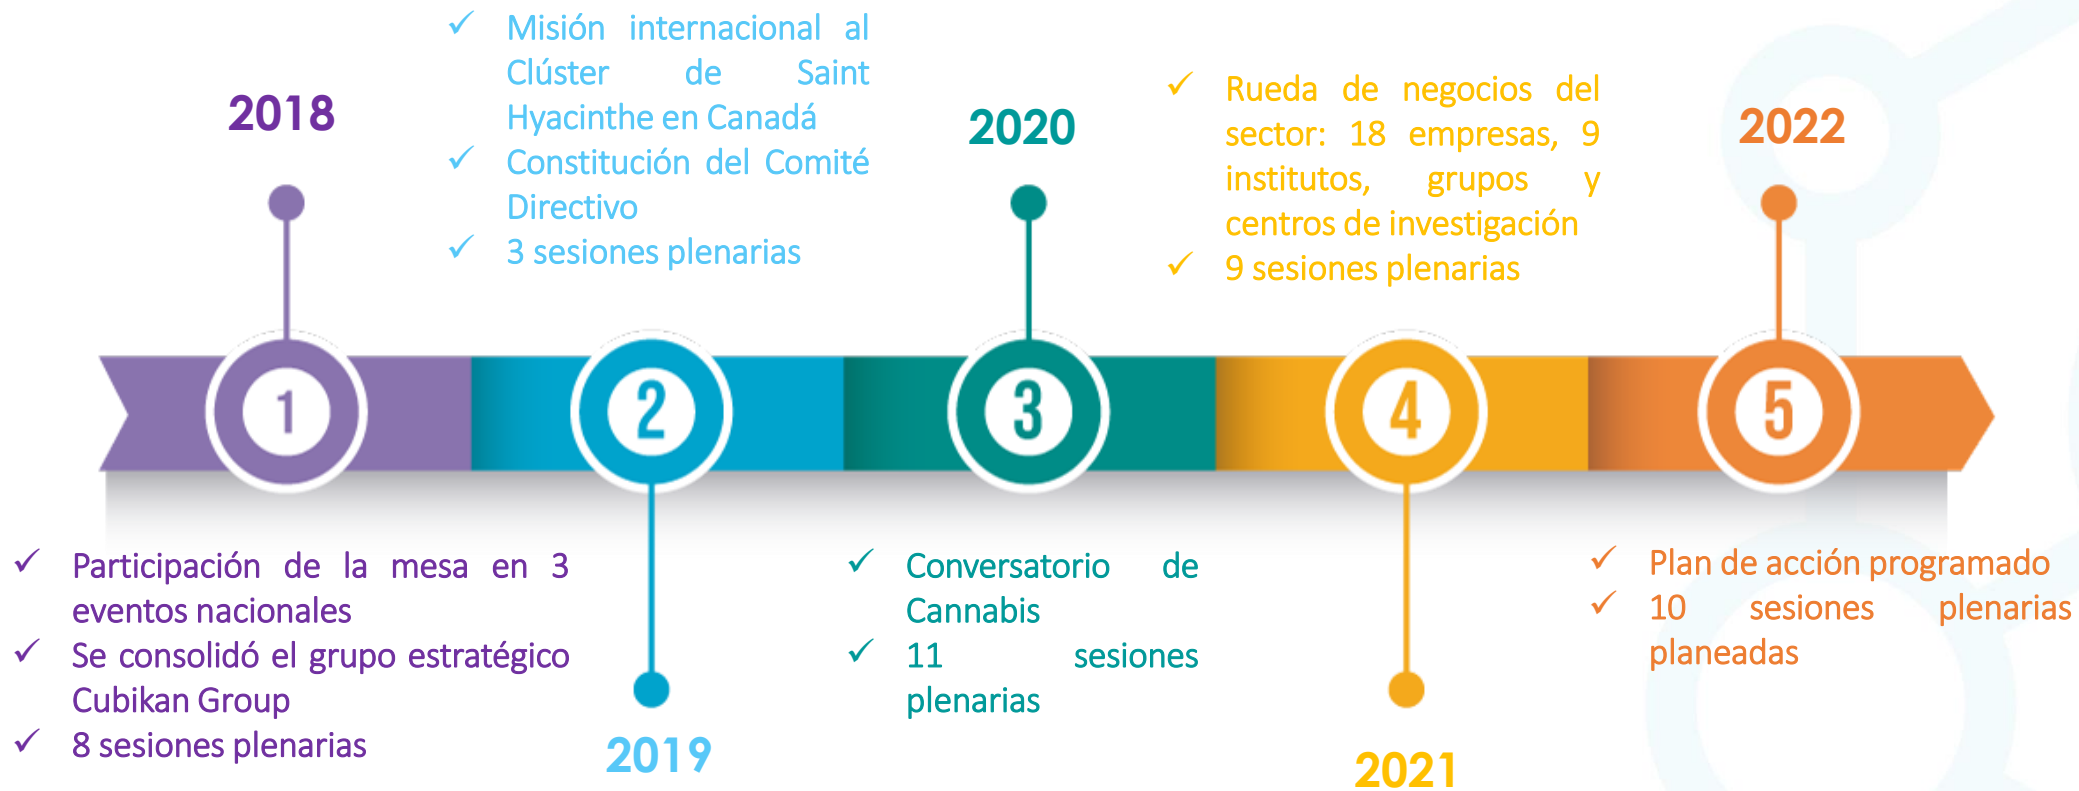 2018
1
Participación de la mesa en 3
eventos nacionales
Se consolidó el grupo estratégico
Cubikan Group
8 sesiones plenarias
Misión internacional al
Clúster de Saint
Hyacinthe en Canadá
Constitución del Comité
Directivo
3 sesiones plenarias
2
2019
2020
3
Conversatorio de
Cannabis
11 sesiones
plenarias
Rueda de negocios del
sector: 18 empresas, 9
institutos, grupos y
centros de investigación
9 sesiones plenarias
4
2021
2022
5
Plan de acción programado
10 sesiones plenarias
planeadas